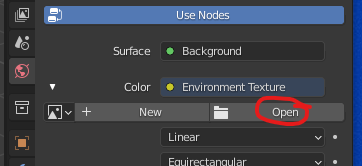 Use Nodes
Surface Background
Color Environment Texture
+ New Open
Linear
Equirectangular